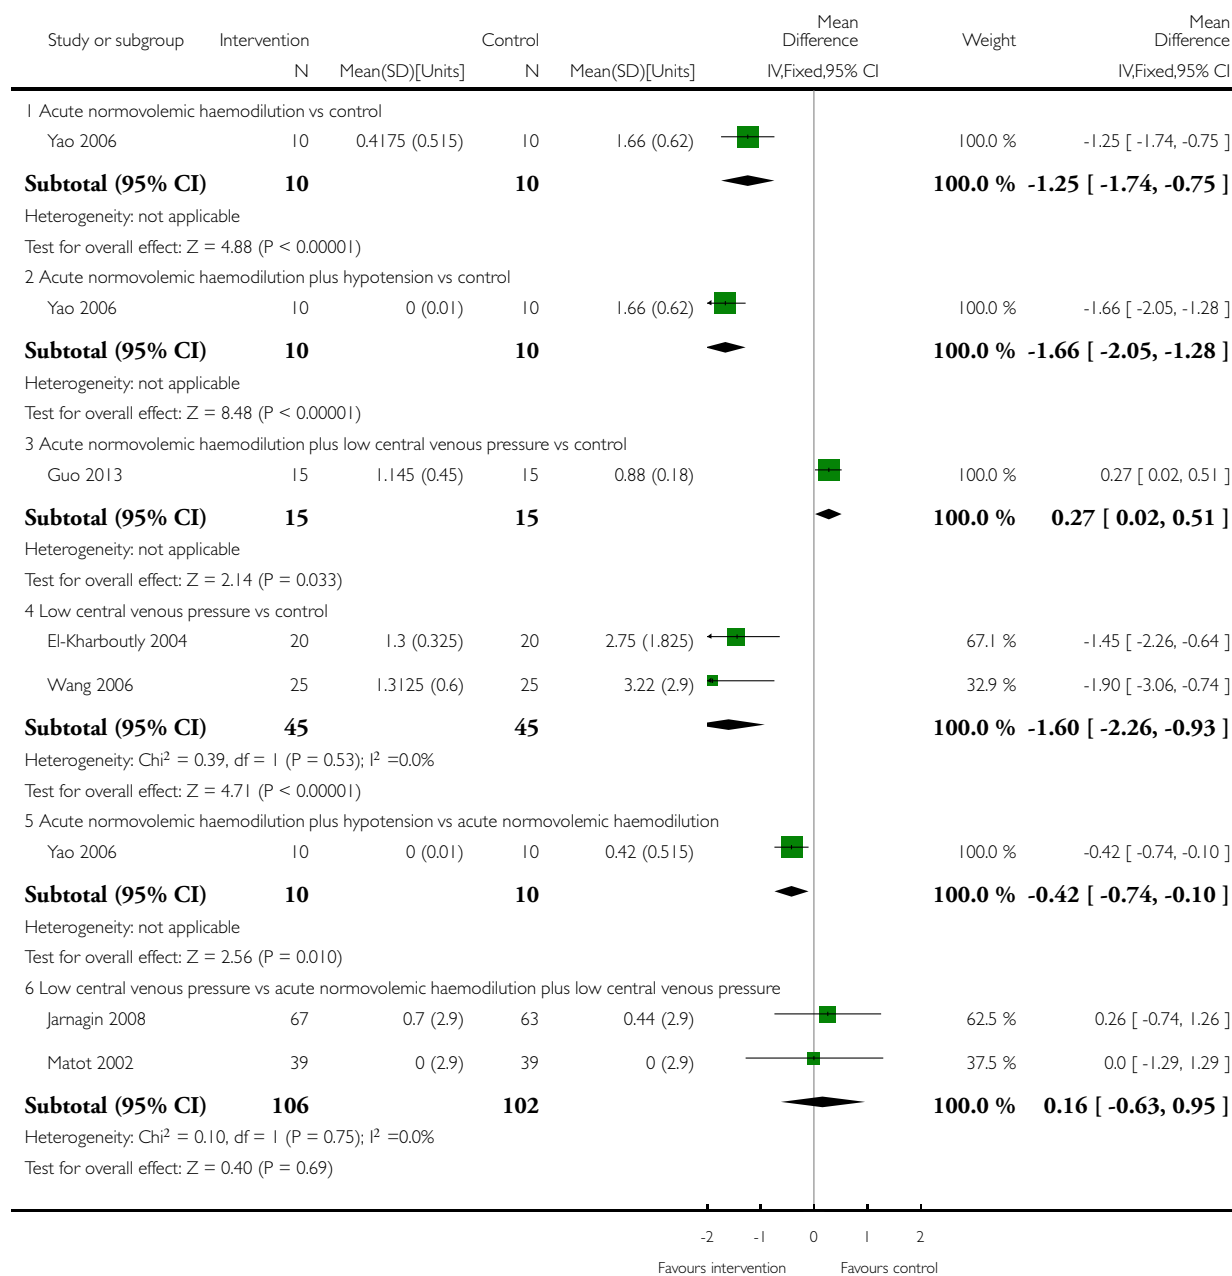 Study or subgroup Intervention Control Mean Difference Weight Mean Difference
N Mean(SD)[Units] N Mean(SD)[Units] IV,Fixed,95% CI IV,Fixed,95% CI
1 Acute normovolemic haemodilution vs control
Yao 2006 10 0.4175 (0.515) 10 1.66 (0.62) 100.0 % -1.25 [ -1.74, -0.75 ]
Subtotal (95% CI) 10 10 100.0 % -1.25 [ -1.74, -0.75 ]
Heterogeneity: not applicable
Test for overall effect: Z = 4.88 (P < 0.00001)
2 Acute normovolemic haemodilution plus hypotension vs control
Yao 2006 10 0 (0.01) 10 1.66 (0.62) 100.0 % -1.66 [ -2.05, -1.28 ]
Subtotal (95% CI) 10 10 100.0 % -1.66 [ -2.05, -1.28 ]
Heterogeneity: not applicable
Test for overall effect: Z = 8.48 (P < 0.00001)
3 Acute normovolemic haemodilution plus low central venous pressure vs control
Guo 2013 15 1.145 (0.45) 15 0.88 (0.18) 100.0 % 0.27 [ 0.02, 0.51 ]
Subtotal (95% CI) 15 15 100.0 % 0.27 [ 0.02, 0.51 ]
Heterogeneity: not applicable
Test for overall effect: Z = 2.14 (P = 0.033)
4 Low central venous pressure vs control
El-Kharboutly 2004 20 1.3 (0.325) 20 2.75 (1.825) 67.1 % -1.45 [ -2.26, -0.64 ]
Wang 2006 25 1.3125 (0.6) 25 3.22 (2.9) 32.9 % -1.90 [ -3.06, -0.74 ]
Subtotal (95% CI) 45 45 100.0 % -1.60 [ -2.26, -0.93 ]
Heterogeneity: Chi² = 0.39, df = 1 (P = 0.53); I² =0.0%
Test for overall effect: Z = 4.71 (P < 0.00001)
5 Acute normovolemic haemodilution plus hypotension vs acute normovolemic haemodilution
Yao 2006 10 0 (0.01) 10 0.42 (0.515) 100.0 % -0.42 [ -0.74, -0.10 ]
Subtotal (95% CI) 10 10 100.0 % -0.42 [ -0.74, -0.10 ]
Heterogeneity: not applicable
Test for overall effect: Z = 2.56 (P = 0.010)
6 Low central venous pressure vs acute normovolemic haemodilution plus low central venous pressure
Jarnagin 2008 67 0.7 (2.9) 63 0.44 (2.9) 62.5 % 0.26 [ -0.74, 1.26 ]
Matot 2002 39 0 (2.9) 39 0 (2.9) 37.5 % 0.0 [ -1.29, 1.29 ]
Subtotal (95% CI) 106 102 100.0 % 0.16 [ -0.63, 0.95 ]
Heterogeneity: Chi² = 0.10, df = 1 (P = 0.75); I² =0.0%
Test for overall effect: Z = 0.40 (P = 0.69)
-2 -1 0 1 2
Favours intervention Favours control